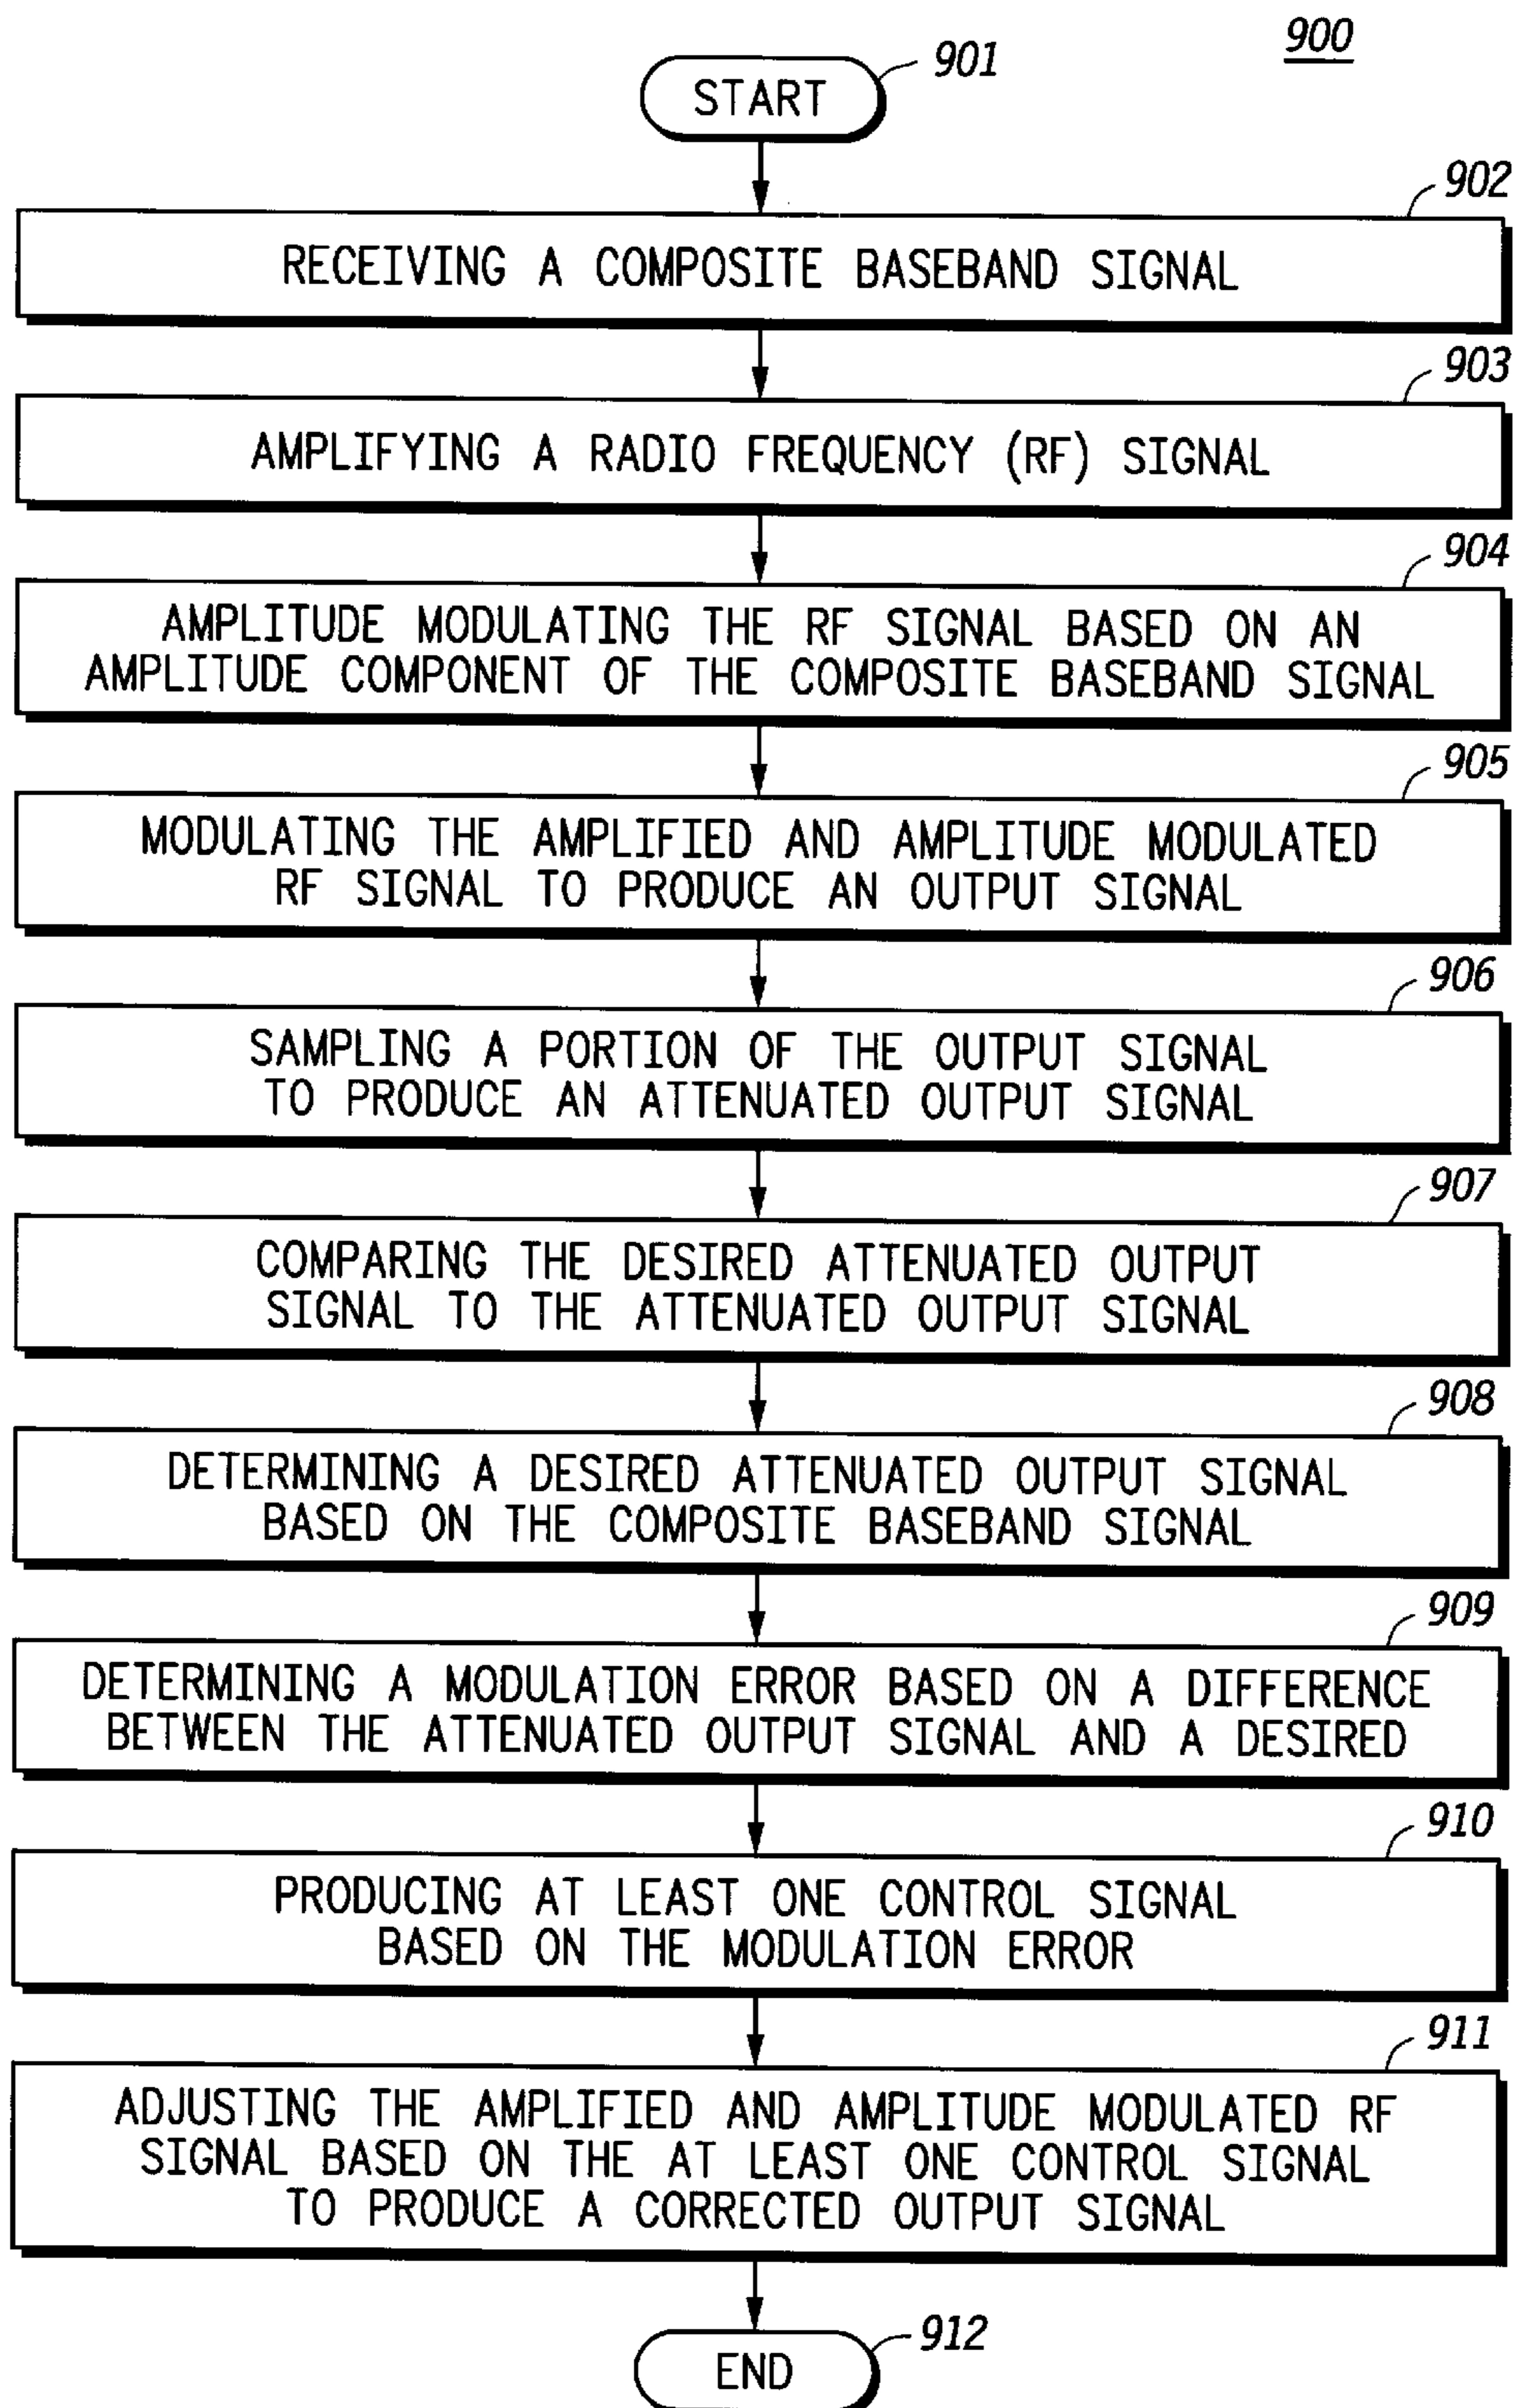 900
START
901
902
RECEIVING A COMPOSITE BASEBAND SIGNAL
903
AMPLIFYING A RADIO FREQUENCY (RF) SIGNAL
904
AMPLITUDE MODULATING THE RF SIGNAL BASED ON AN
AMPLITUDE COMPONENT OF THE COMPOSITE BASEBAND SIGNAL
905
MODULATING THE AMPLIFIED AND AMPLITUDE MODULATED
RF SIGNAL TO PRODUCE AN OUTPUT SIGNAL
906
SAMPLING A PORTION OF THE OUTPUT SIGNAL
TO PRODUCE AN ATTENUATED OUTPUT SIGNAL
907
COMPARING THE DESIRED ATTENUATED OUTPUT
SIGNAL TO THE ATTENUATED OUTPUT SIGNAL
908
DETERMINING A DESIRED ATTENUATED OUTPUT SIGNAL
BASED ON THE COMPOSITE BASEBAND SIGNAL
909
DETERMINING A MODULATION ERROR BASED ON A DIFFERENCE
BETWEEN THE ATTENUATED OUTPUT SIGNAL AND A DESIRED
910
PRODUCING AT LEAST ONE CONTROL SIGNAL
BASED ON THE MODULATION ERROR
911
ADJUSTING THE AMPLIFIED AND AMPLITUDE MODULATED RF
SIGNAL BASED ON THE AT LEAST ONE CONTROL SIGNAL
TO PRODUCE A CORRECTED OUTPUT SIGNAL
912
END